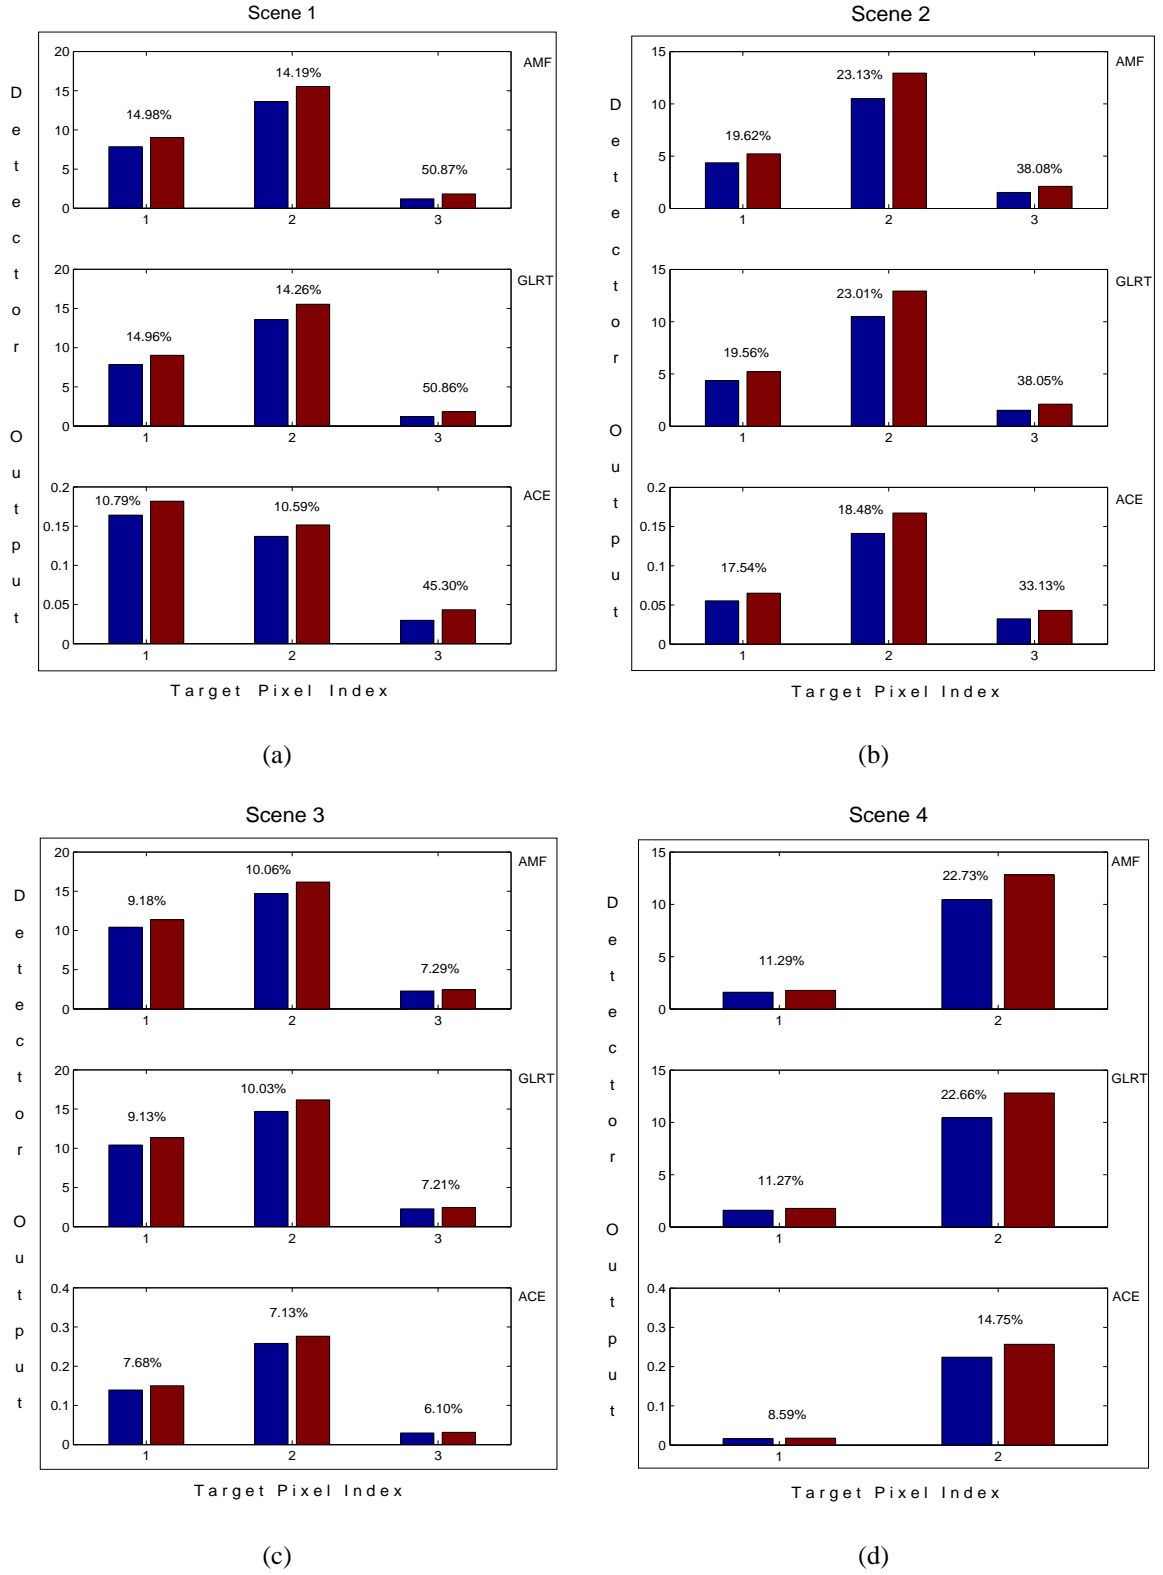 Scene 1
Detector Output
AMF
20
15
10
5
0
14.98%
14.19%
50.87%
1 2 3
GLRT
20
15
10
5
0
14.96%
14.26%
50.86%
1 2 3
ACE
0.2
0.15
0.1
0.05
0
10.79%
10.59%
45.30%
1 2 3
Target Pixel Index
(a)
Scene 2
Detector Output
AMF
15
10
5
0
19.62%
23.13%
38.08%
1 2 3
GLRT
15
10
5
0
19.56%
23.01%
38.05%
1 2 3
ACE
0.2
0.15
0.1
0.05
0
17.54%
18.48%
33.13%
1 2 3
Target Pixel Index
(b)
Scene 3
Detector Output
AMF
20
15
10
5
0
9.18%
10.06%
7.29%
1 2 3
GLRT
20
15
10
5
0
9.13%
10.03%
7.21%
1 2 3
ACE
0.4
0.3
0.2
0.1
0
7.68%
7.13%
6.10%
1 2 3
Target Pixel Index
(c)
Scene 4
Detector Output
AMF
15
10
5
0
11.29%
22.73%
1 2
GLRT
15
10
5
0
11.27%
22.66%
1 2
ACE
0.4
0.3
0.2
0.1
0
8.59%
14.75%
1 2
Target Pixel Index
(d)